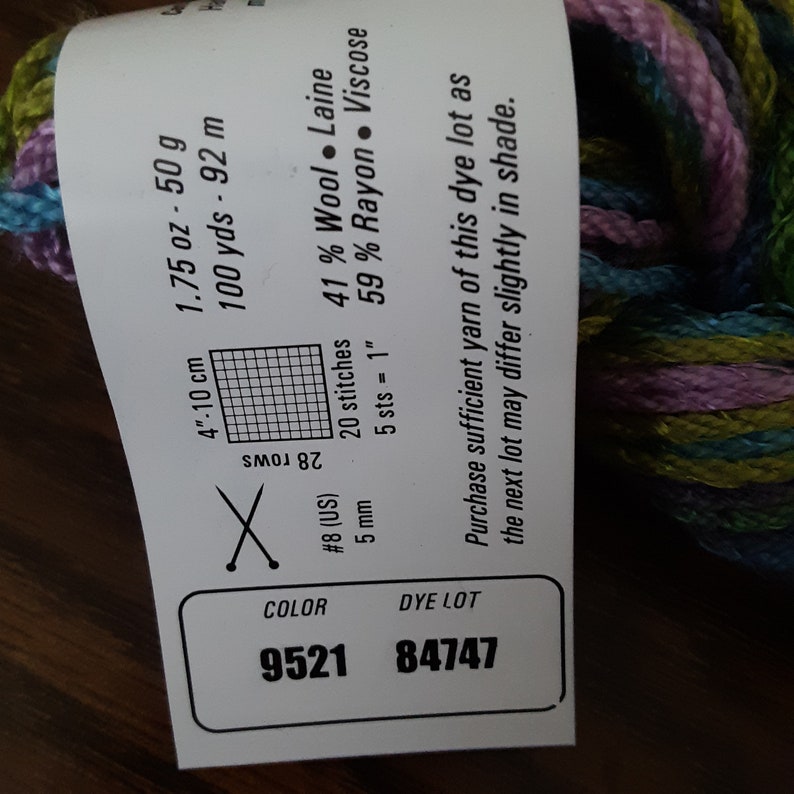 1.75 oz - 50 g
100 yds - 92 m
41 % Wool • Laine
59 % Rayon • Viscose
4"-10 cm
28 rows
20 stitches
5 sts = 1"
#8 (US)
5 mm
Purchase sufficient yarn of this dye lot as
the next lot may differ slightly in shade.
COLOR DYE LOT
9521 84747